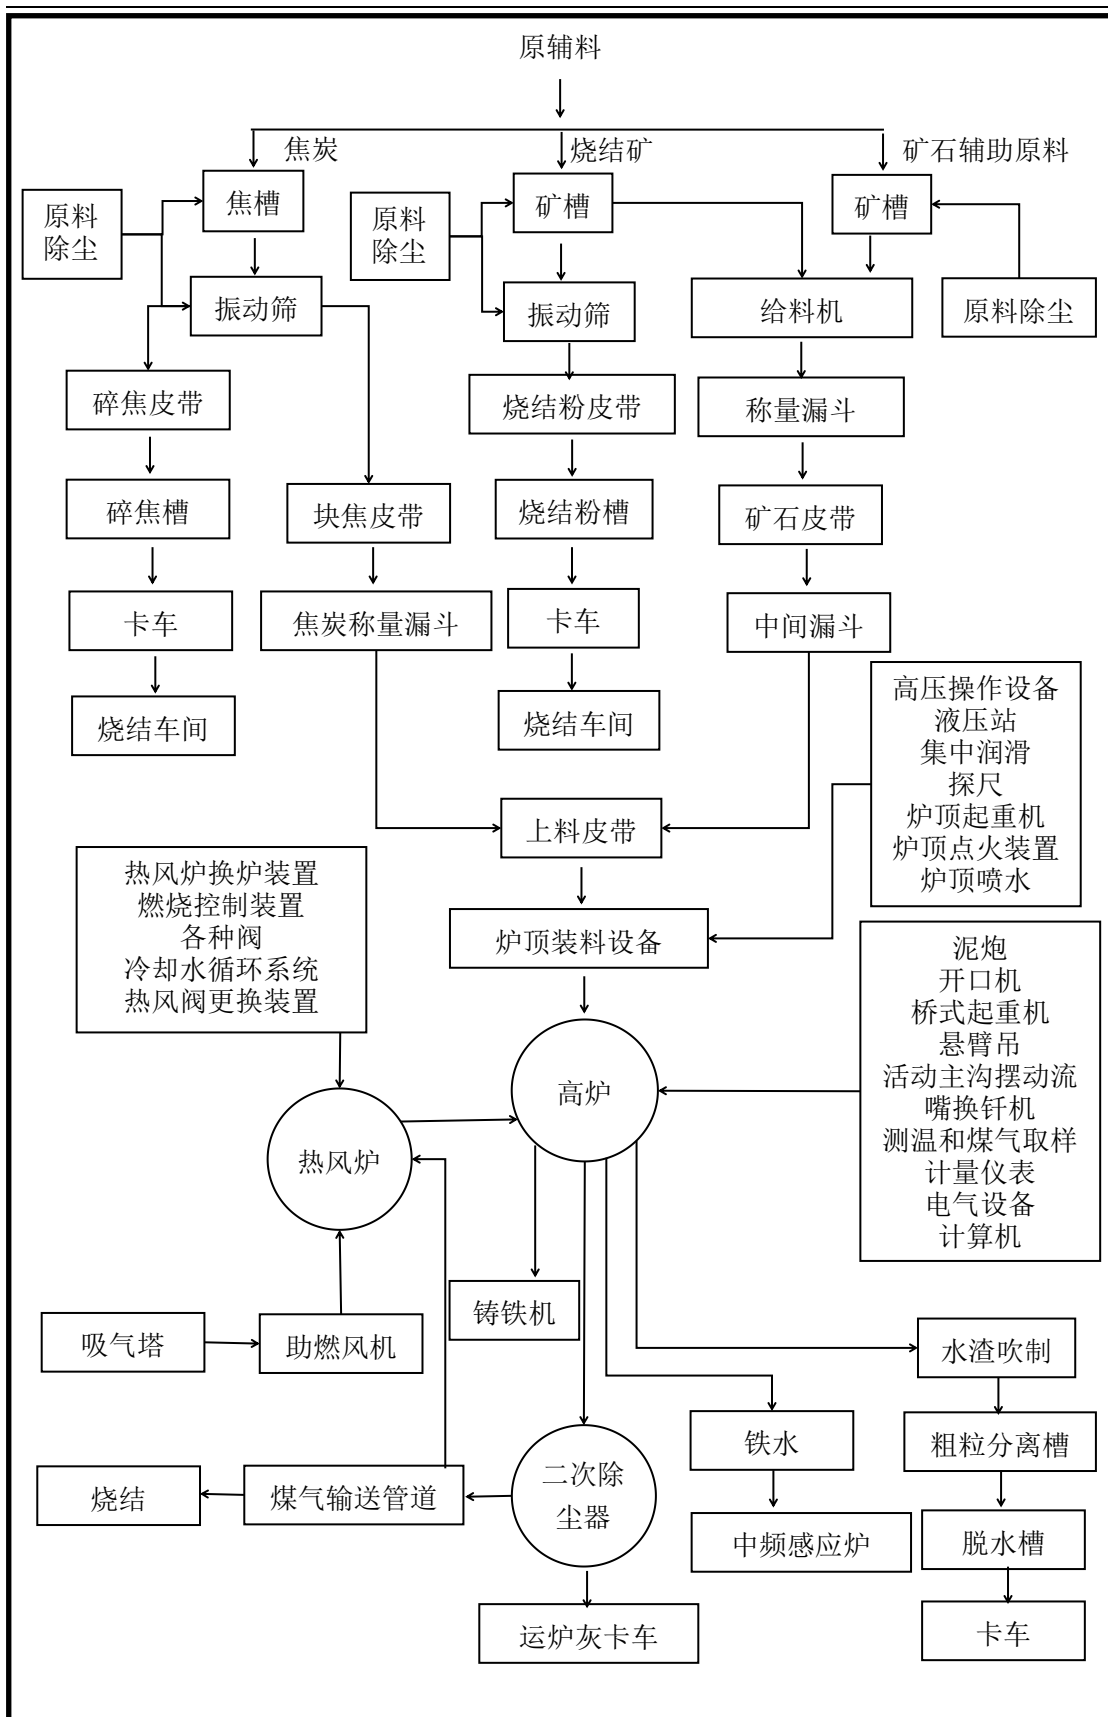 原辅料
焦炭
烧结矿
矿石辅助原料
原料
除尘
焦槽
原料
除尘
矿槽
矿槽
振动筛
振动筛
给料机
原料除尘
碎焦皮带
烧结粉皮带
称量漏斗
碎焦槽
块焦皮带
烧结粉槽
矿石皮带
卡车
焦炭称量漏斗
卡车
中间漏斗
烧结车间
烧结车间
高压操作设备
液压站
集中润滑
探尺
炉顶起重机
炉顶点火装置
炉顶喷水
上料皮带
热风炉换炉装置
燃烧控制装置
各种阀
冷却水循环系统
热风阀更换装置
炉顶装料设备
泥炮
开口机
桥式起重机
悬臂吊
活动主沟摆动流
嘴换钎机
测温和煤气取样
计量仪表
电气设备
计算机
高炉
热风炉
铸铁机
吸气塔
助燃风机
水渣吹制
铁水
粗粒分离槽
烧结
煤气输送管道
二次除
尘器
中频感应炉
脱水槽
运炉灰卡车
卡车